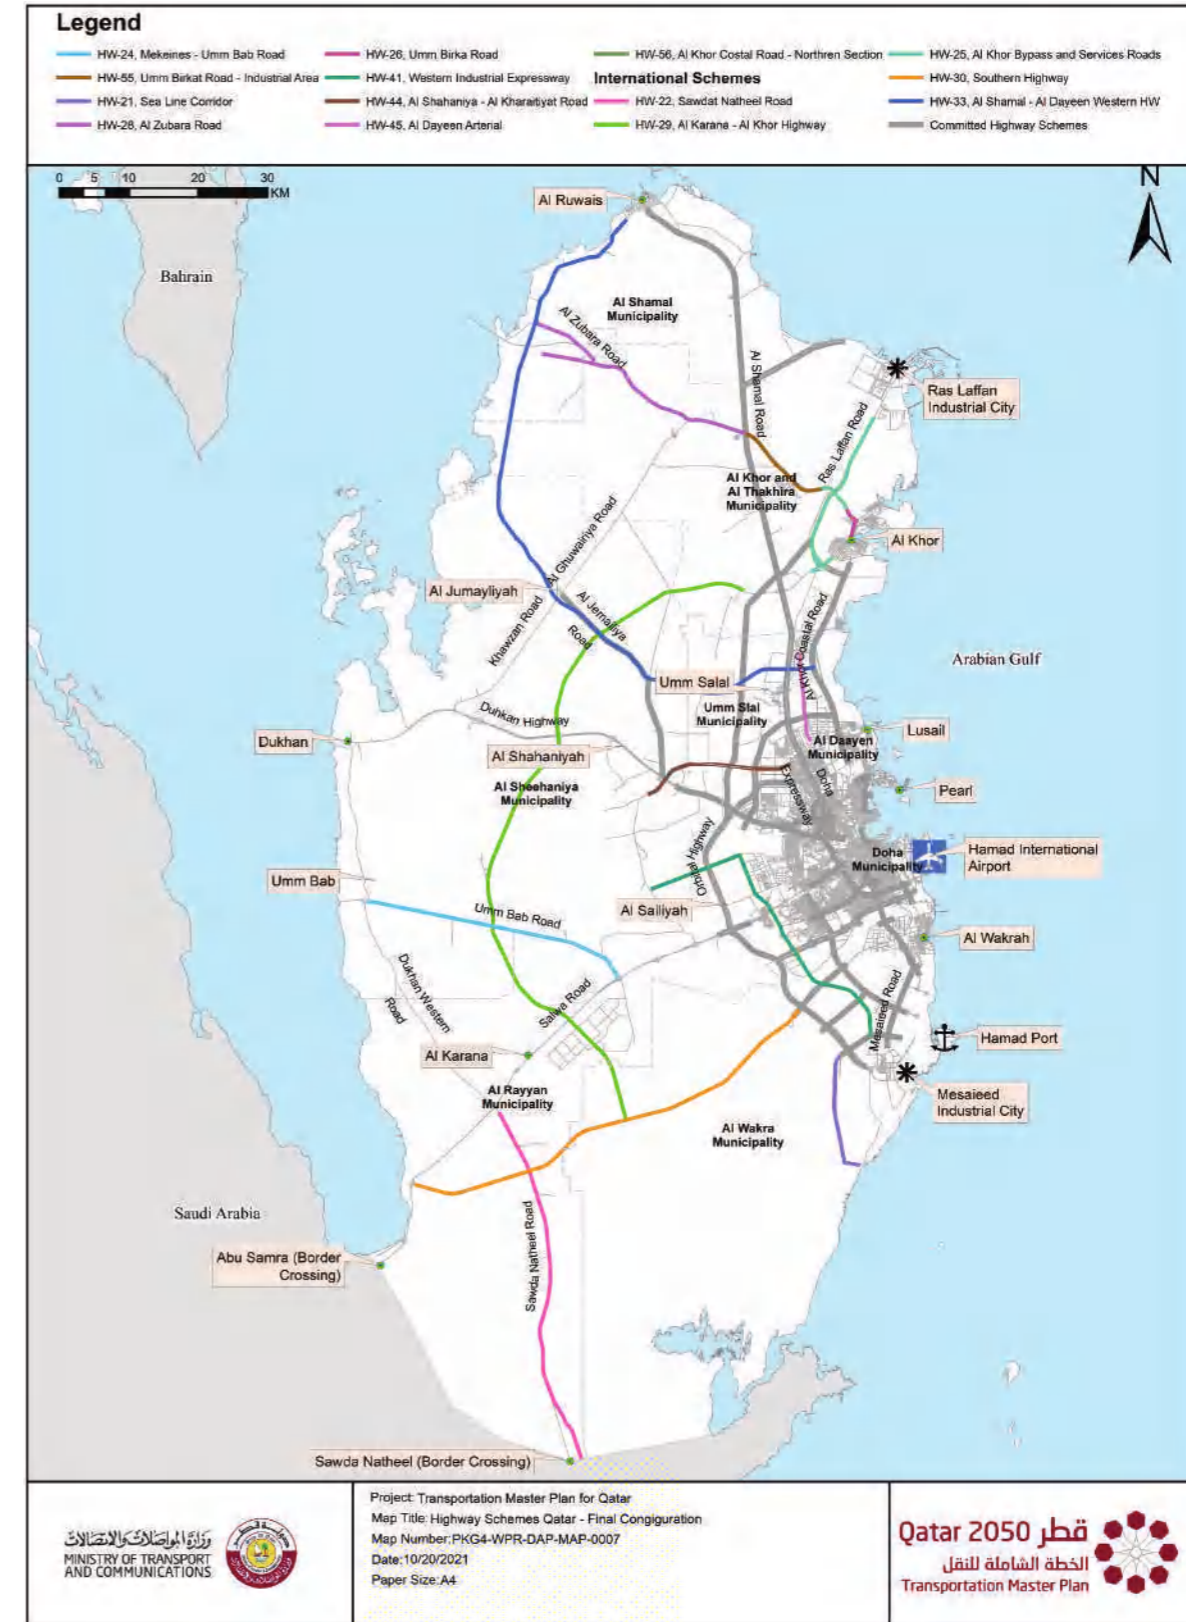 Legend
HW-24, Mekeines - Umm Bab Road
HW-26, Umm Birka Road
HW-56, Al Khor Costal Road - Northren Section
HW-25, Al Khor Bypass and Services Roads
HW-55, Umm Birkat Road - Industrial Area
HW-41, Western Industrial Expressway
International Schemes
HW-30, Southern Highway
HW-21, Sea Line Corridor
HW-44, Al Shahaniya - Al Kharaitiyat Road
HW-22, Sawdat Natheel Road
HW-33, Al Shamal - Al Dayeen Western HW
HW-28, Al Zubara Road
HW-45, Al Dayeen Arterial
HW-29, Al Karana - Al Khor Highway
Committed Highway Schemes
0 5 10 20 30
KM
N
Al Ruwais
Bahrain
Al Shamal
Municipality
Al Zubara Road
Al Shamal Road
Ras Laffan
Industrial City
Ras Laffan Road
Al Khor and
Al Thakhira
Municipality
Al Khor
Al Ghuwairiya Road
Al Jumayliyah
Al Jemailiya
Road
Khawzan Road
Al Khor Coastal Road
Arabian Gulf
Umm Salal
Umm Slal
Municipality
Duhkan Highway
Dukhan
Al Shahaniyah
Al Daayen
Municipality
Lusail
Al Sheehaniya
Municipality
Doha
Expressway
Pearl
Orbital Highway
Doha
Municipality
Hamad International
Airport
Umm Bab
Umm Bab Road
Al Sailiyah
Al Wakrah
Dukhan Western
Road
Salwa Road
Mesaieed Road
Al Karana
Hamad Port
Al Rayyan
Municipality
Mesaieed
Industrial City
Al Wakra
Municipality
Saudi Arabia
Sawda Natheel Road
Abu Samra (Border
Crossing)
Sawda Natheel (Border Crossing)
وزارة المواصلات والاتصالات
MINISTRY OF TRANSPORT
AND COMMUNICATIONS
Project: Transportation Master Plan for Qatar
Map Title: Highway Schemes Qatar - Final Congiguration
Map Number:PKG4-WPR-DAP-MAP-0007
Date:10/20/2021
Paper Size:A4
Qatar 2050 قطر
الخطة الشاملة للنقل
Transportation Master Plan